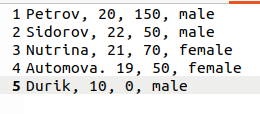 1 Petrov, 20, 150, male
2 Sidorov, 22, 50, male
3 Nutrina, 21, 70, female
4 Automova. 19, 50, female
5 Durik, 10, 0, male